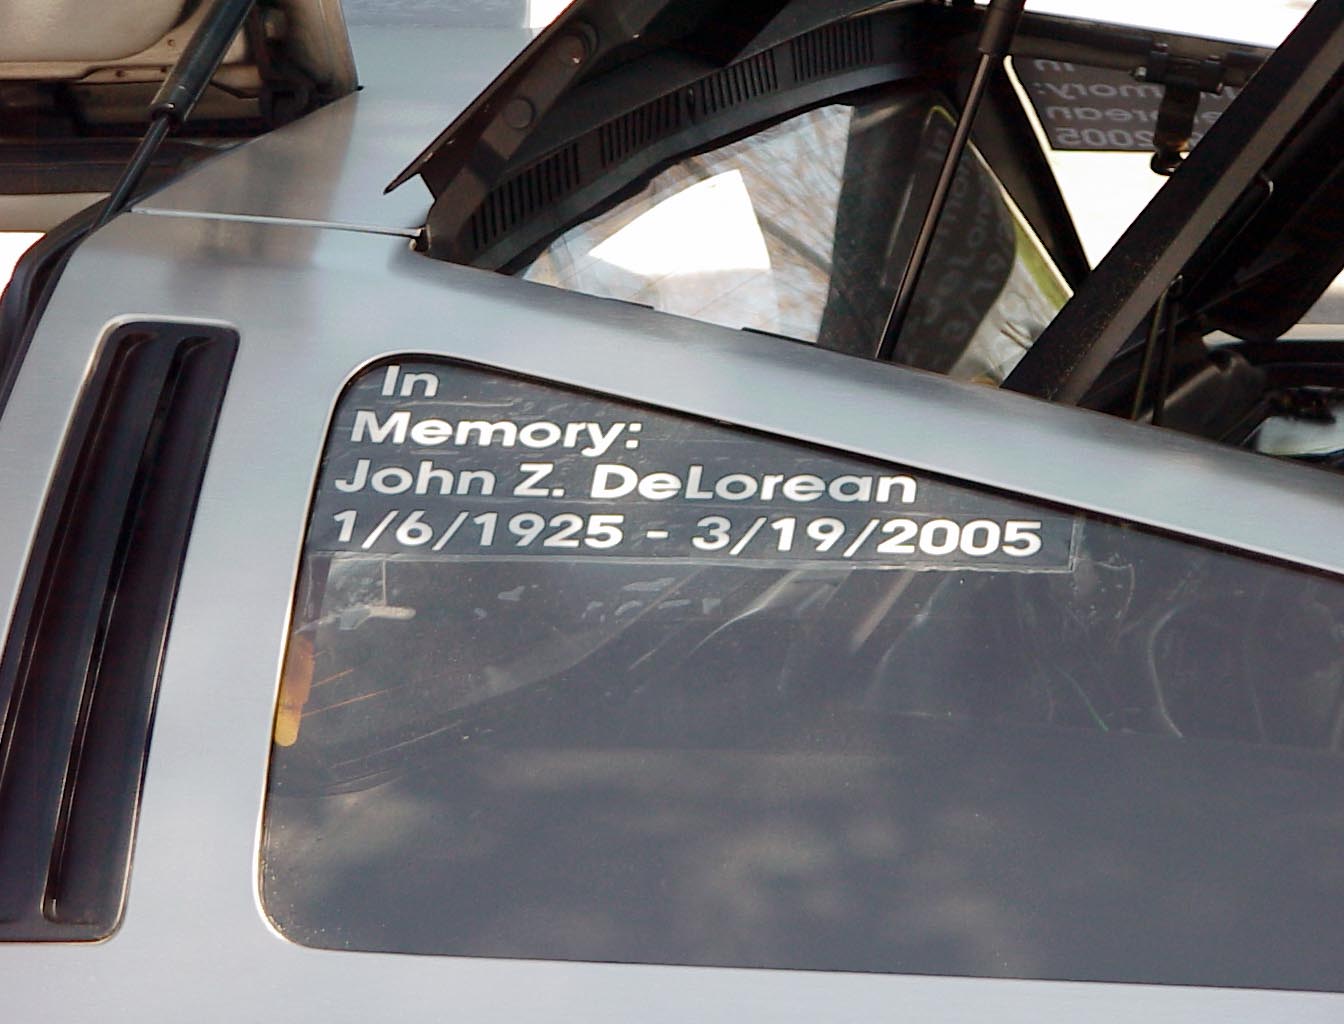 In
Memory:
John Z. DeLorean
1/6/1925 - 3/19/2005